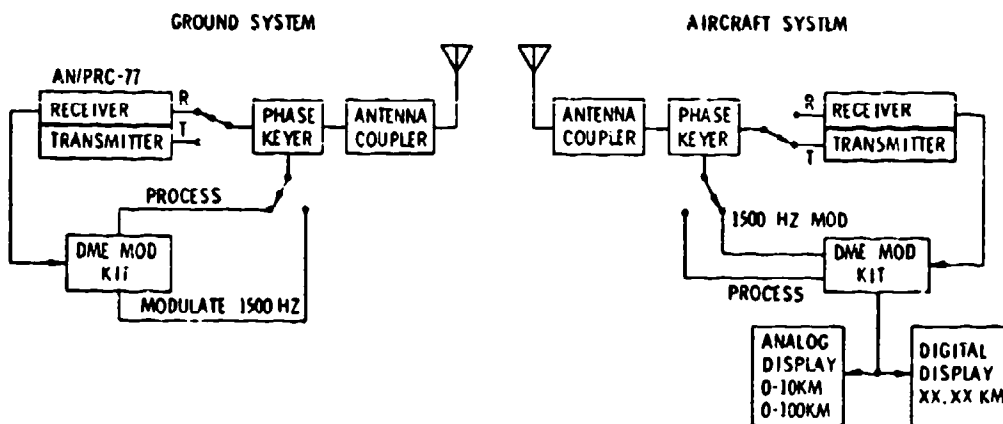 GROUND SYSTEM
AN/PRC-77
RECEIVER
TRANSMITTER
R
T
PHASE
KEYER
ANTENNA
COUPLER
PROCESS
DME MOD
KIT
MODULATE 1500 HZ
AIRCRAFT SYSTEM
ANTENNA
COUPLER
PHASE
KEYER
R
T
RECEIVER
TRANSMITTER
1500 HZ MOD
PROCESS
DME MOD
KIT
ANALOG
DISPLAY
0-10KM
0-100KM
DIGITAL
DISPLAY
XX.XX KM